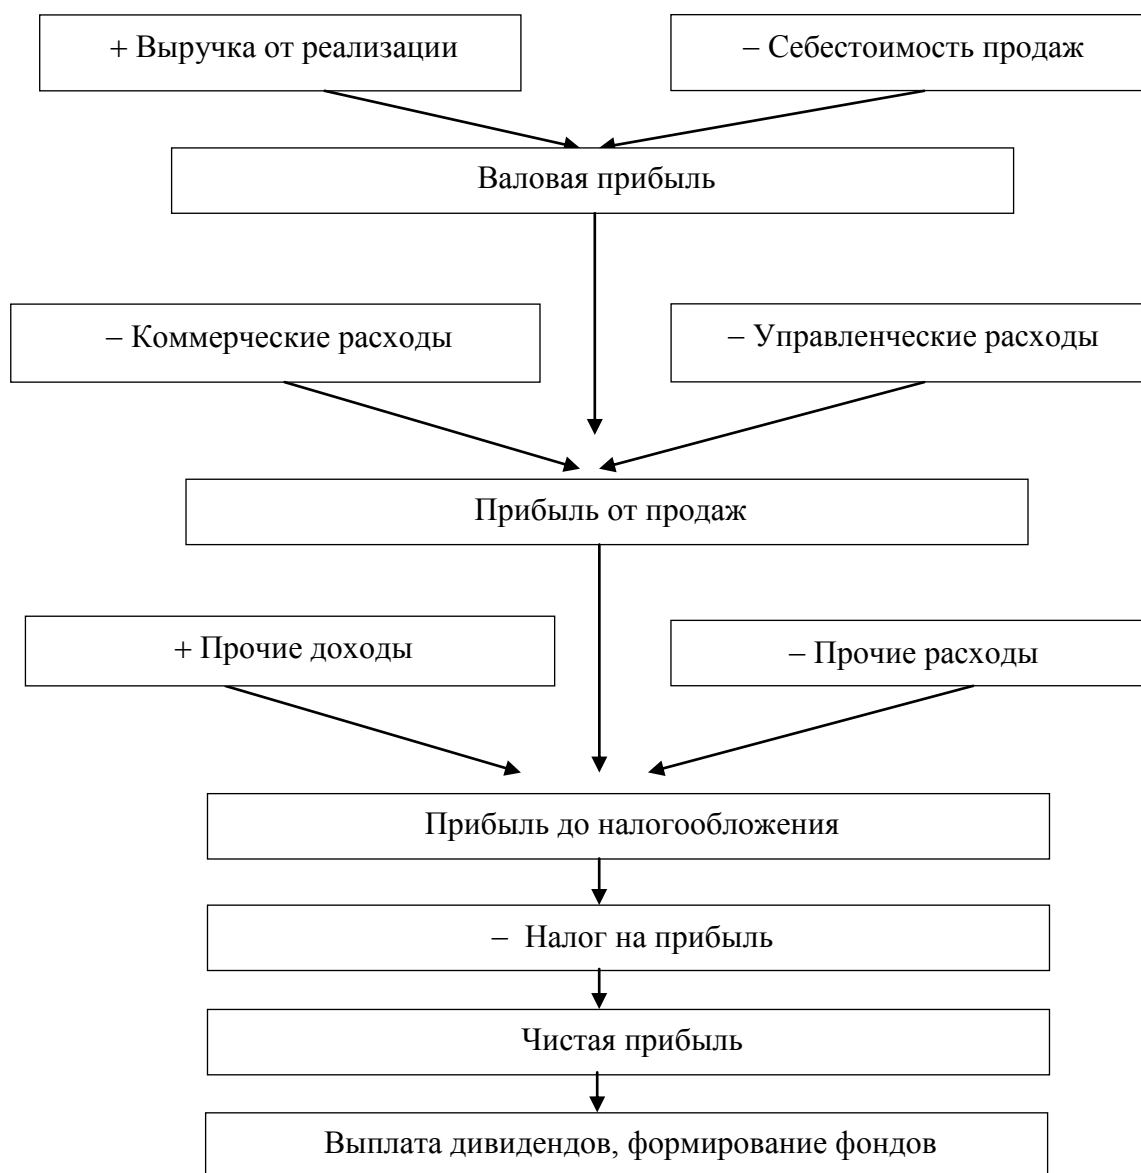 + Выручка от реализации
− Себестоимость продаж
Валовая прибыль
− Коммерческие расходы
− Управленческие расходы
Прибыль от продаж
+ Прочие доходы
− Прочие расходы
Прибыль до налогообложения
− Налог на прибыль
Чистая прибыль
Выплата дивидендов, формирование фондов